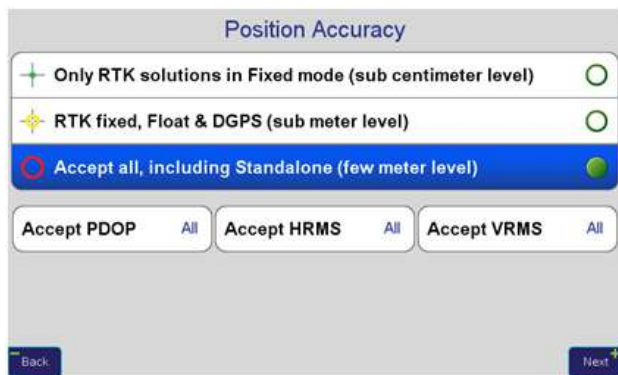 Position Accuracy
Only RTK solutions in Fixed mode (sub centimeter level)
RTK fixed, Float & DGPS (sub meter level)
Accept all, including Standalone (few meter level)
Accept PDOP All Accept HRMS All Accept VRMS All
Back Next